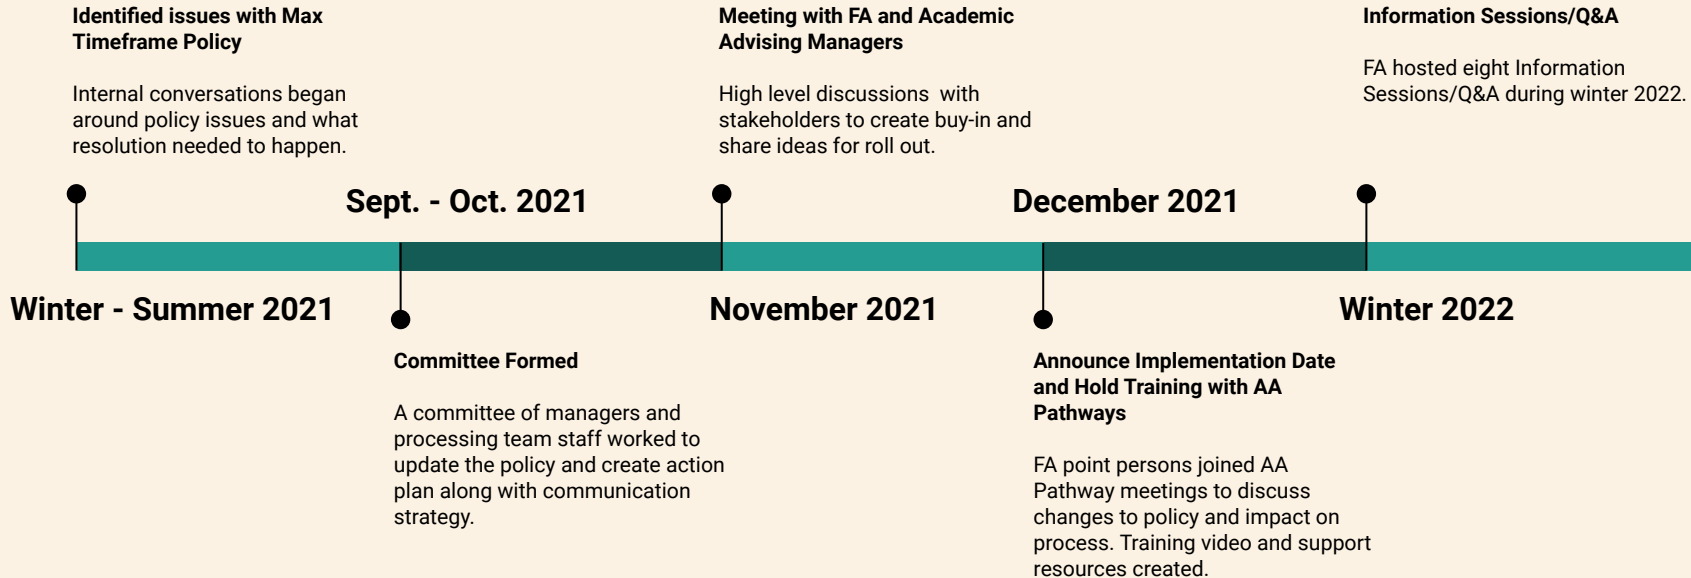 Identified issues with Max
Timeframe Policy
Internal conversations began
around policy issues and what
resolution needed to happen.
Winter - Summer 2021
Sept. - Oct. 2021
Committee Formed
A committee of managers and
processing team staff worked to
update the policy and create action
plan along with communication
strategy.
Meeting with FA and Academic
Advising Managers
High level discussions  with
stakeholders to create buy-in and
share ideas for roll out.
November 2021
December 2021
Announce Implementation Date
and Hold Training with AA
Pathways
FA point persons joined AA
Pathway meetings to discuss
changes to policy and impact on
process. Training video and support
resources created.
Information Sessions/Q&A
FA hosted eight Information
Sessions/Q&A during winter 2022.
Winter 2022